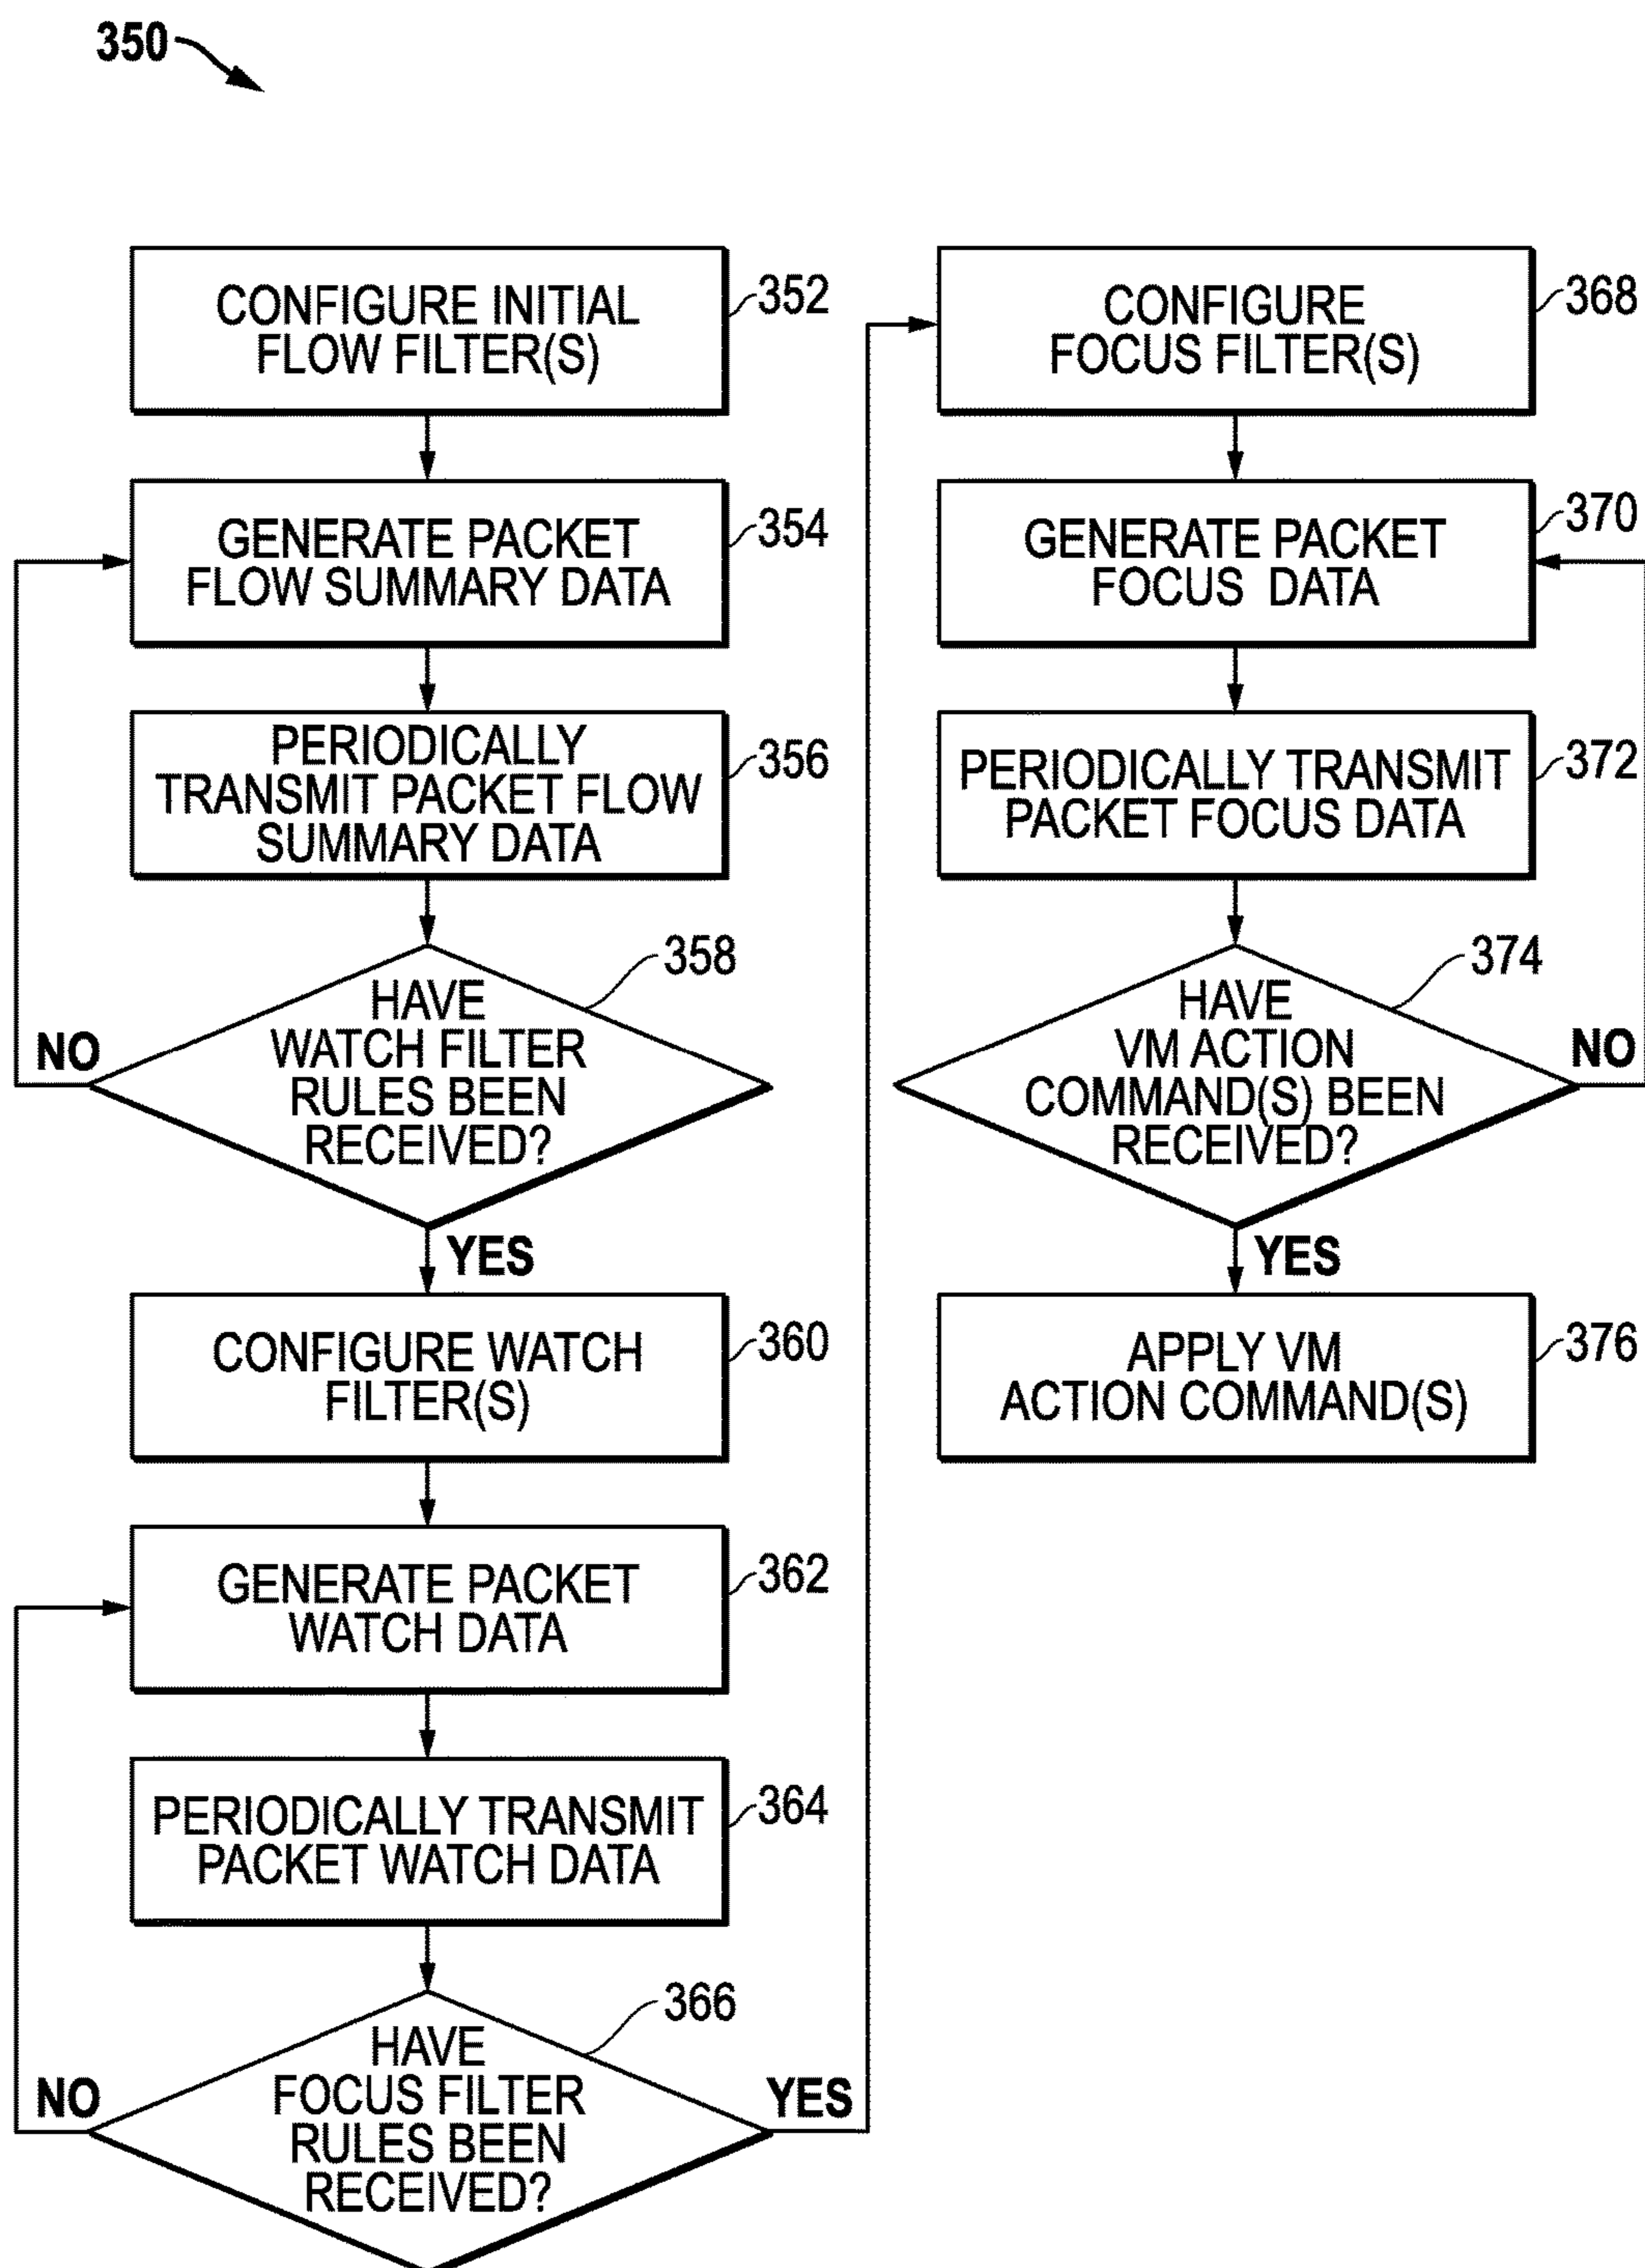 350
CONFIGURE INITIAL
FLOW FILTER(S)
352
GENERATE PACKET
FLOW SUMMARY DATA
354
PERIODICALLY
TRANSMIT PACKET FLOW
SUMMARY DATA
356
HAVE
WATCH FILTER
RULES BEEN
RECEIVED?
358
NO
YES
CONFIGURE WATCH
FILTER(S)
360
GENERATE PACKET
WATCH DATA
362
PERIODICALLY TRANSMIT
PACKET WATCH DATA
364
HAVE
FOCUS FILTER
RULES BEEN
RECEIVED?
366
NO
YES
CONFIGURE
FOCUS FILTER(S)
368
GENERATE PACKET
FOCUS DATA
370
PERIODICALLY TRANSMIT
PACKET FOCUS DATA
372
HAVE
VM ACTION
COMMAND(S) BEEN
RECEIVED?
374
NO
YES
APPLY VM
ACTION COMMAND(S)
376